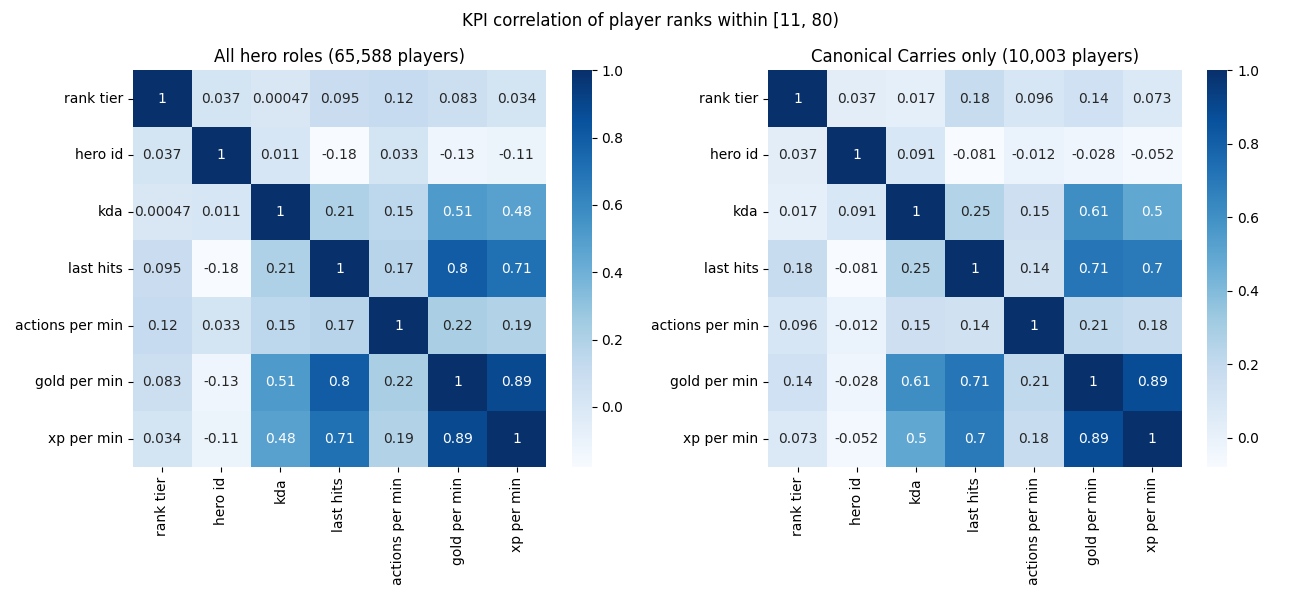 KPI correlation of player ranks within [11, 80)
All hero roles (65,588 players)
rank tier 1 0.037 0.00047 0.095 0.12 0.083 0.034
hero id 0.037 1 0.011 -0.18 0.033 -0.13 -0.11
kda 0.00047 0.011 1 0.21 0.15 0.51 0.48
last hits 0.095 -0.18 0.21 1 0.17 0.8 0.71
actions per min 0.12 0.033 0.15 0.17 1 0.22 0.19
gold per min 0.083 -0.13 0.51 0.8 0.22 1 0.89
xp per min 0.034 -0.11 0.48 0.71 0.19 0.89 1
rank tier
hero id
kda
last hits
actions per min
gold per min
xp per min
1.0
0.8
0.6
0.4
0.2
0.0
Canonical Carries only (10,003 players)
rank tier 1 0.037 0.017 0.18 0.096 0.14 0.073
hero id 0.037 1 0.091 -0.081 -0.012 -0.028 -0.052
kda 0.017 0.091 1 0.25 0.15 0.61 0.5
last hits 0.18 -0.081 0.25 1 0.14 0.71 0.7
actions per min 0.096 -0.012 0.15 0.14 1 0.21 0.18
gold per min 0.14 -0.028 0.61 0.71 0.21 1 0.89
xp per min 0.073 -0.052 0.5 0.7 0.18 0.89 1
rank tier
hero id
kda
last hits
actions per min
gold per min
xp per min
1.0
0.8
0.6
0.4
0.2
0.0